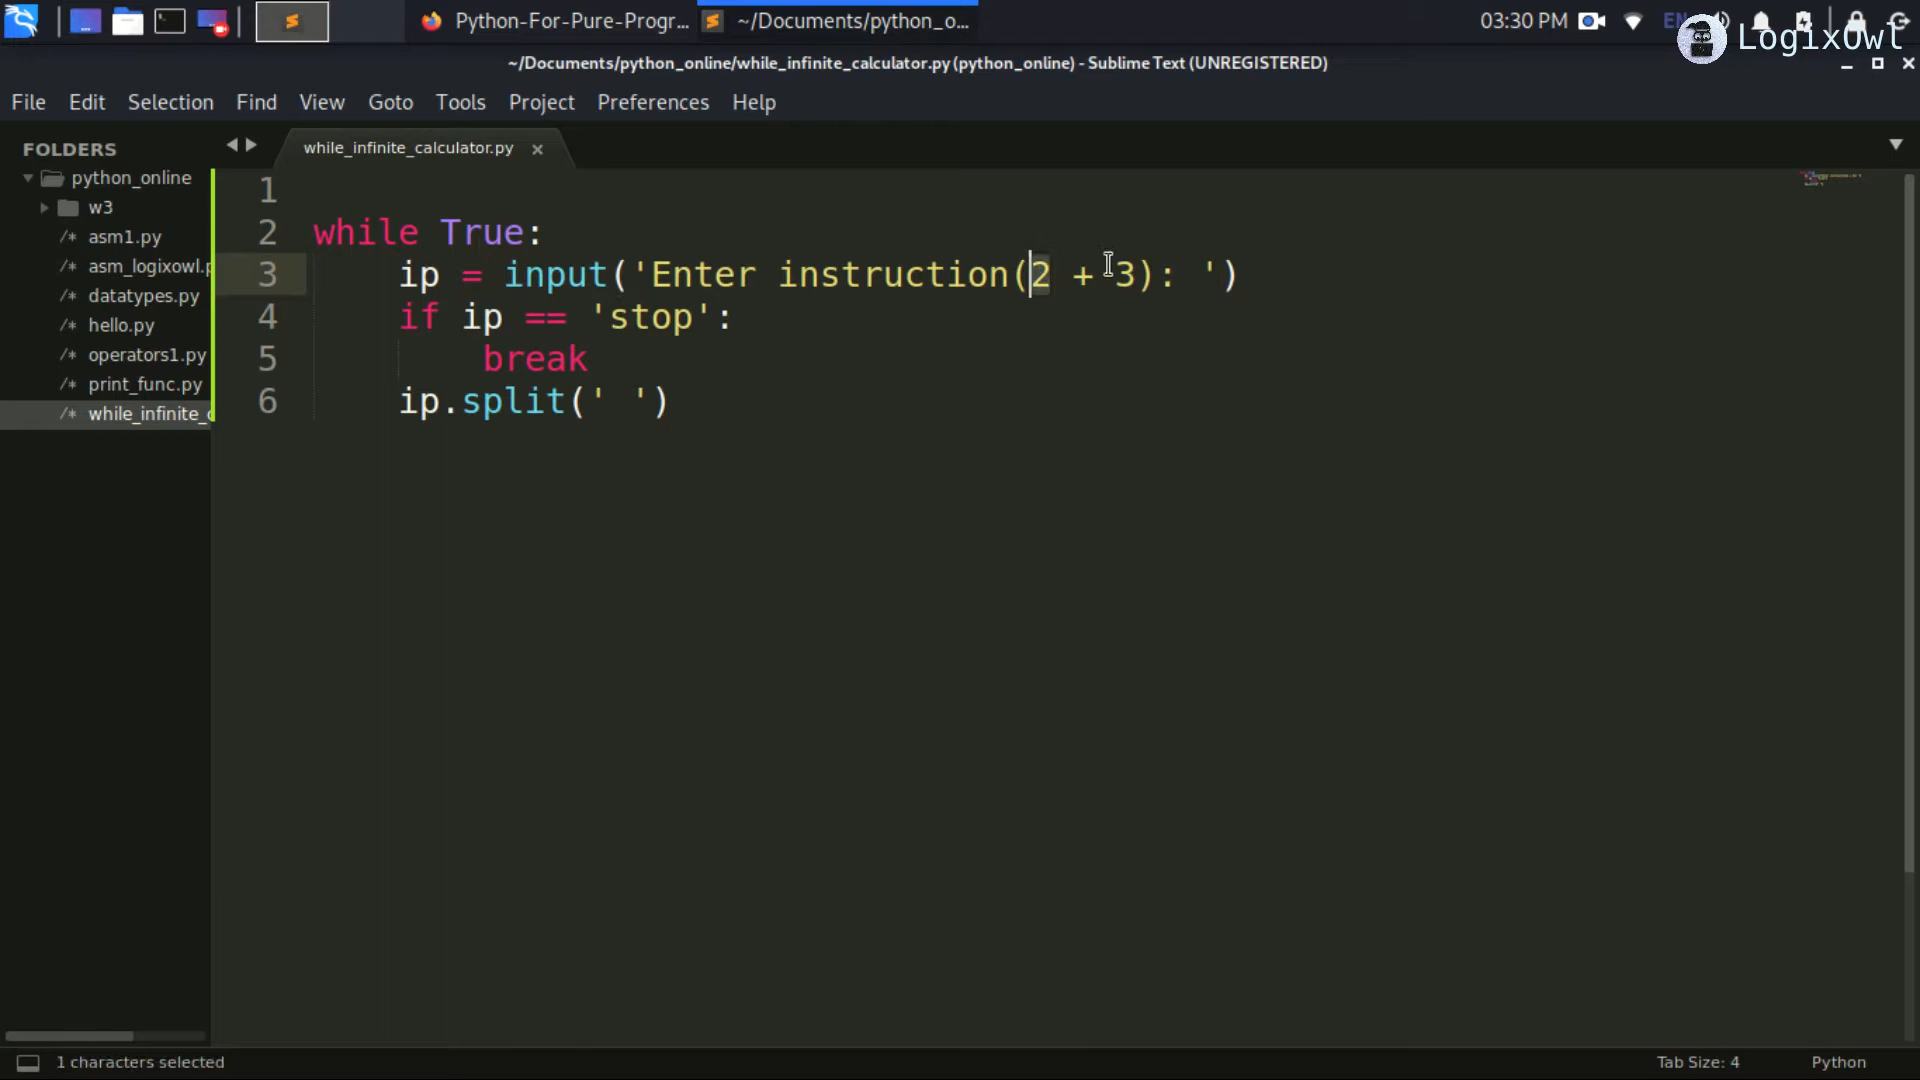 Python-For-Pure-Progr...
~/Documents/python_o...
03:30 PM
EN
LogixOwl
~/Documents/python_online/while_infinite_calculator.py (python_online) - Sublime Text (UNREGISTERED)
File Edit Selection Find View Goto Tools Project Preferences Help
FOLDERS
while_infinite_calculator.py
python_online
w3
asm1.py
asm_logixowl.p
datatypes.py
hello.py
operators1.py
print_func.py
while_infinite_c
1
2 while True:
3 ip = input('Enter instruction(2 + 3): ')
4 if ip == 'stop':
5 break
6 ip.split(' ')
1 characters selected
Tab Size: 4
Python